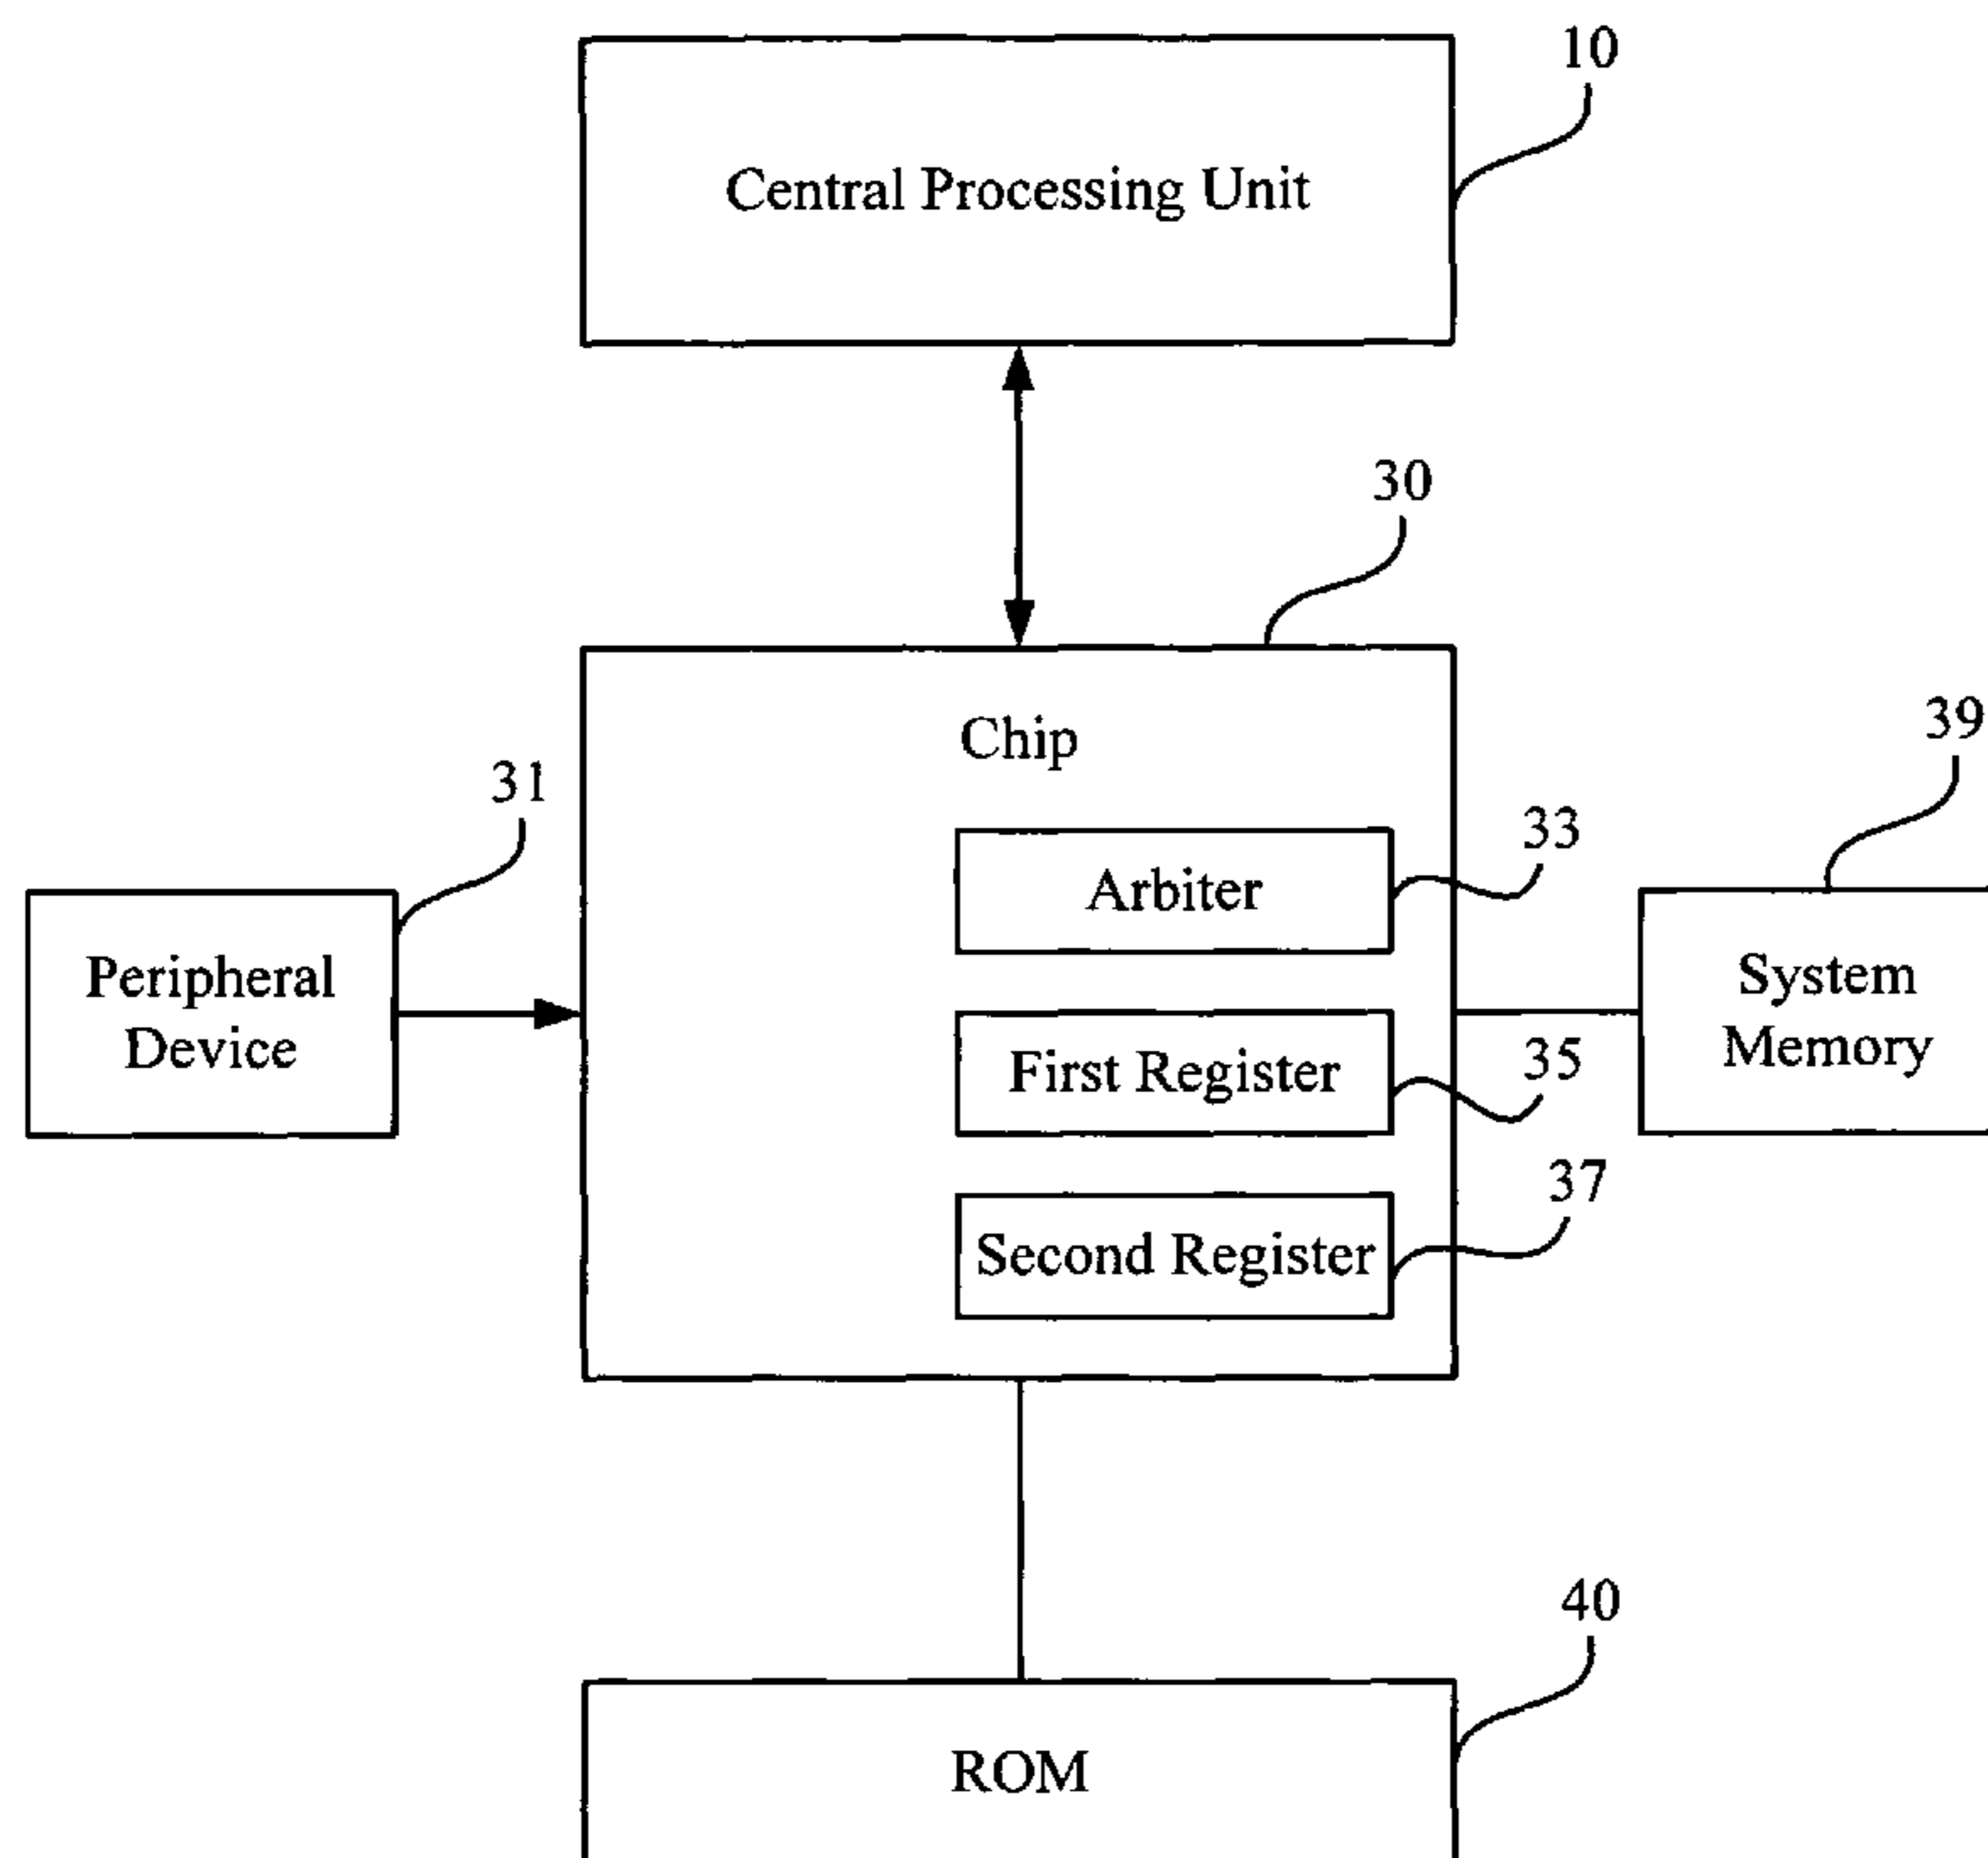 10
Central Processing Unit
30
Chip
39
31
33
Arbiter
Peripheral
Device
System
Memory
First Register
35
37
Second Register
40
ROM